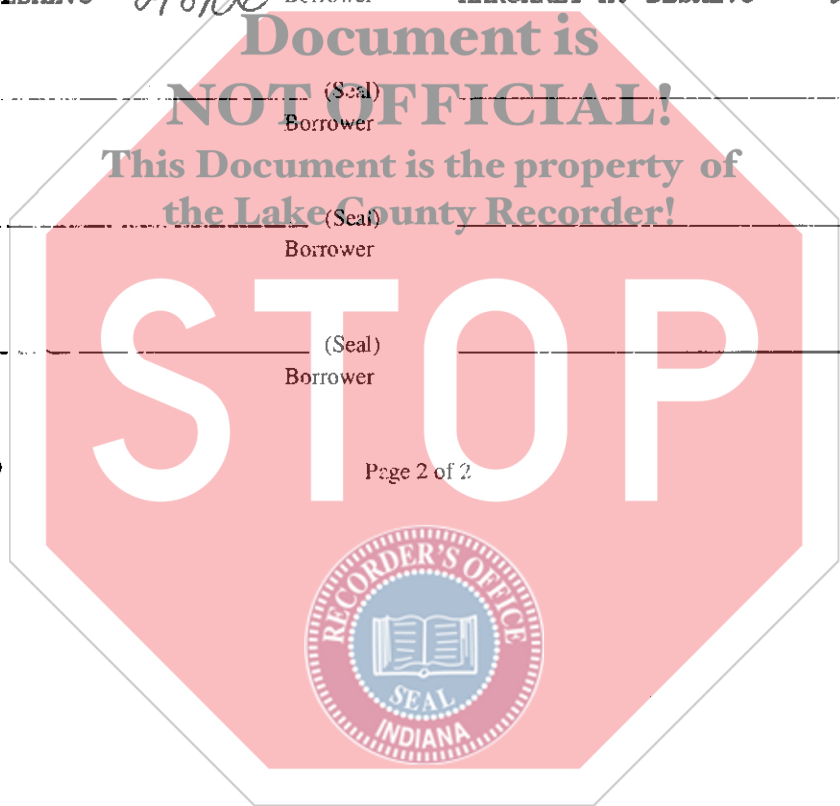 Borrower
Document is
NOT OFFICIAL!
(Seal)
Borrower
This Document is the property of
the Lake County Recorder!
(Seal)
Borrower
(Seal)
Borrower
STOP
Page 2 of 2
RECORDER'S OFFICE
SEAL
INDIANA